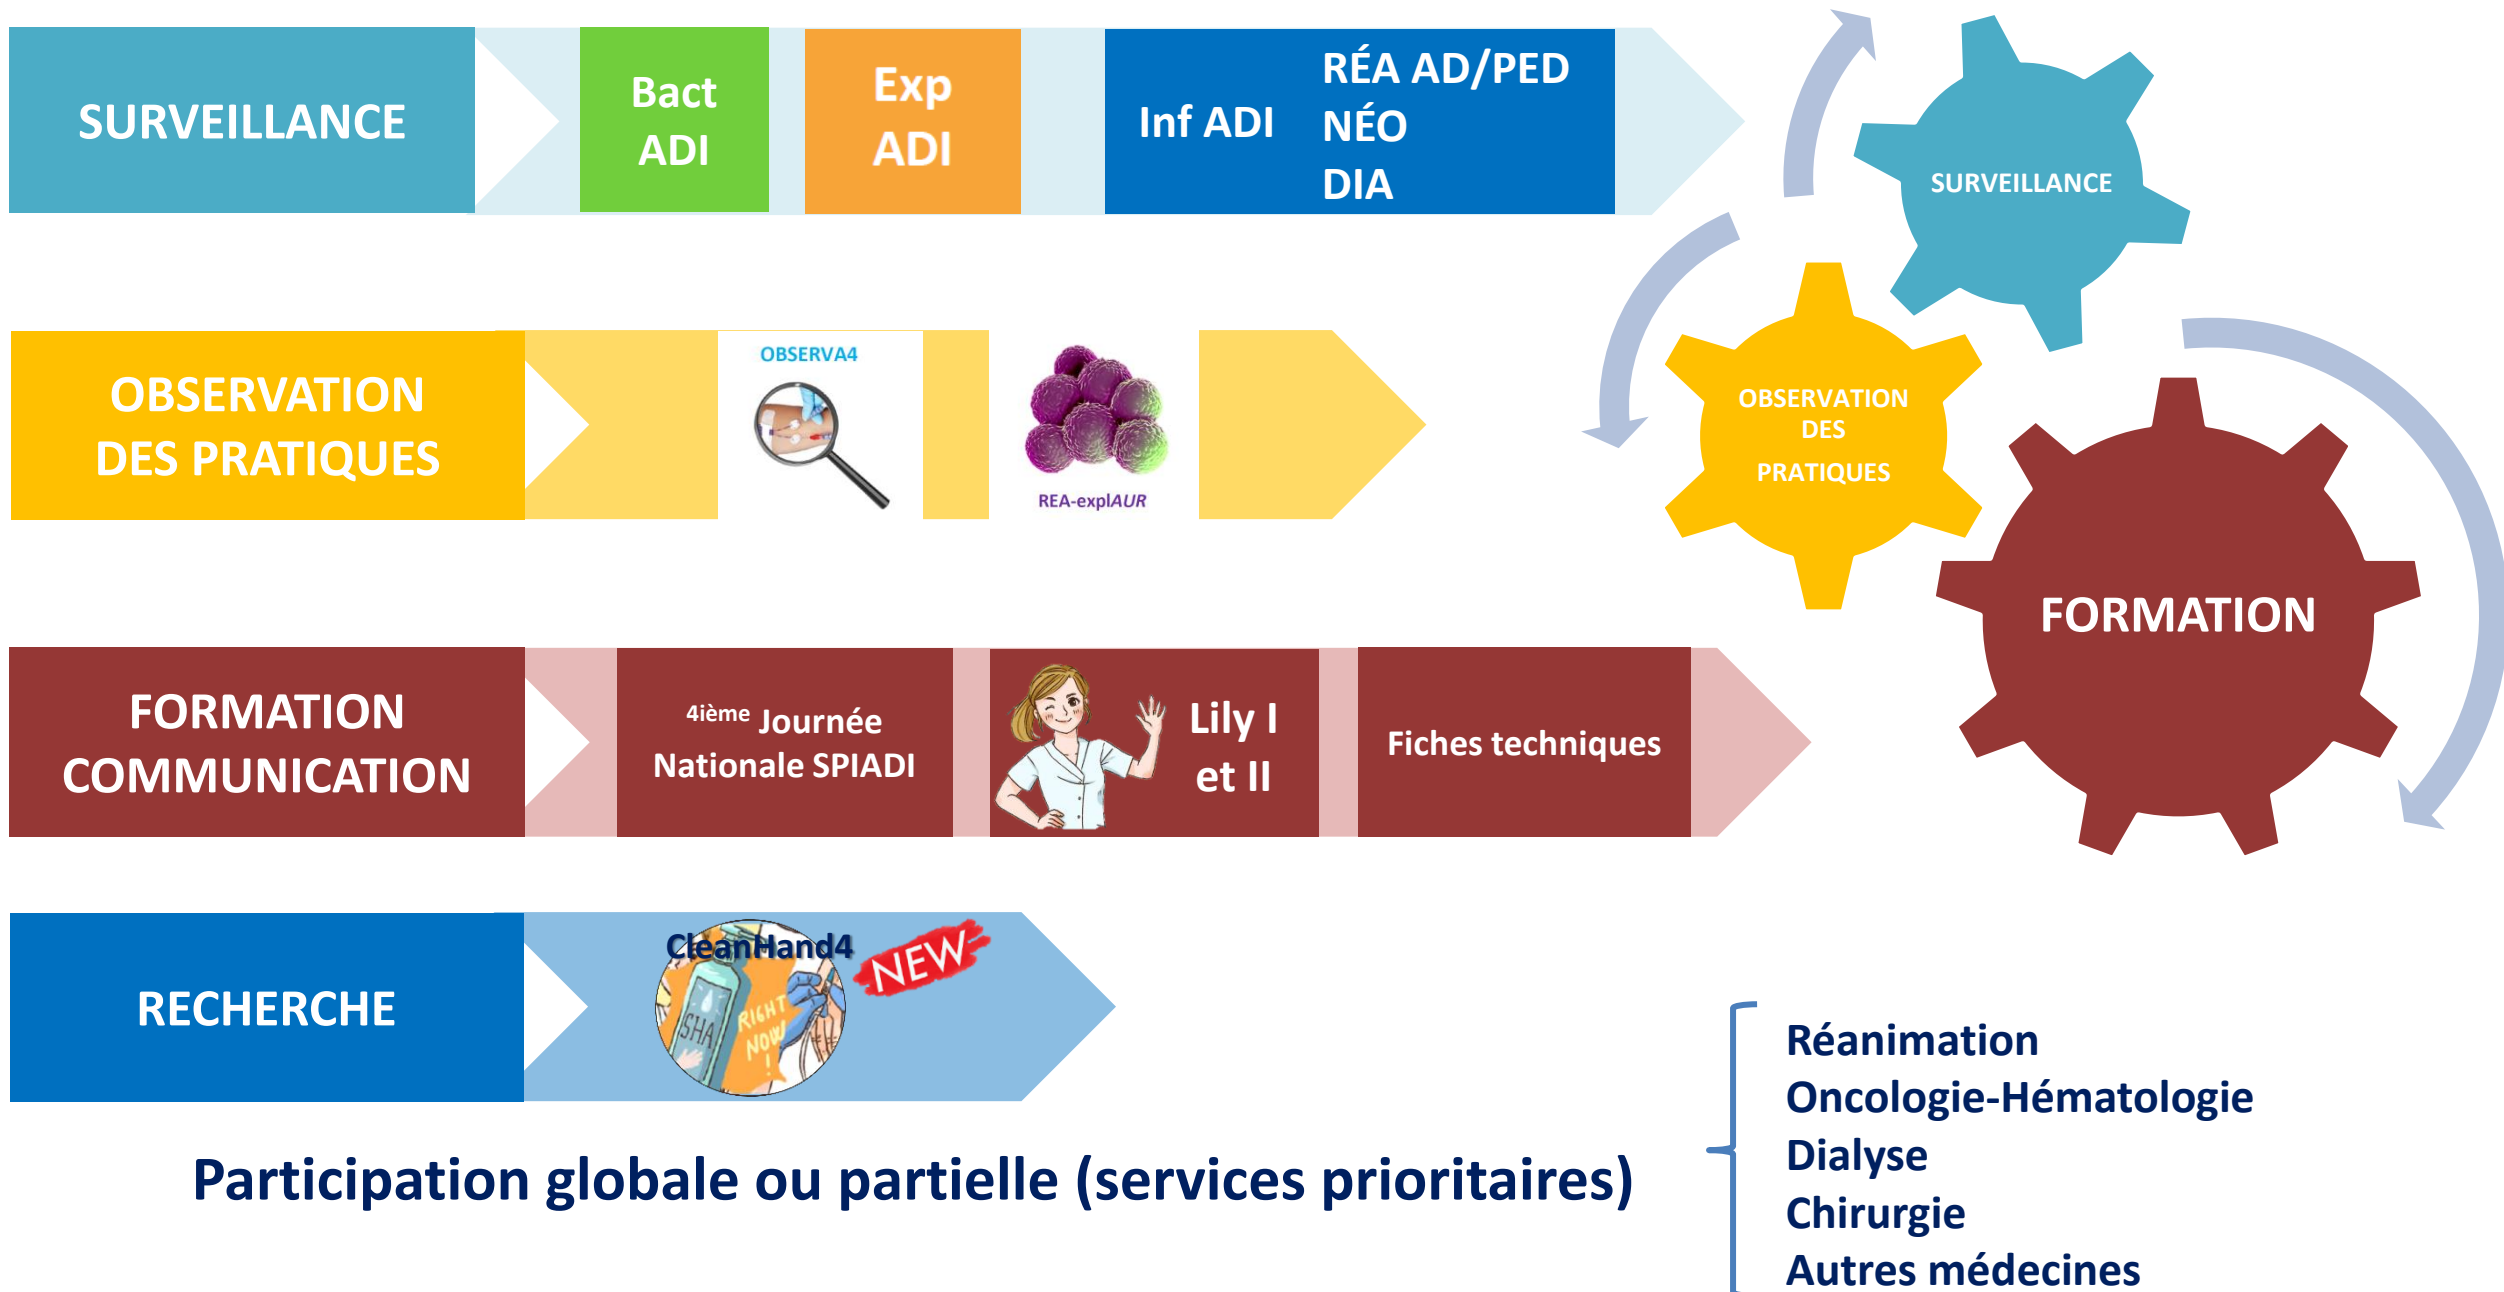 SURVEILLANCE
Bact
ADI
Exp
ADI
Inf ADI
RÉA AD/PED
NÉO
DIA
SURVEILLANCE
OBSERVATION
DES PRATIQUES
OBSERVA4
REA-explAUR
OBSERVATION
DES
PRATIQUES
FORMATION
FORMATION
COMMUNICATION
4ième Journée
Nationale SPIADI
Lily I
et II
Fiches techniques
RECHERCHE
CleanHand4
NEW
SHA
RIGHT
NOW
!
Participation globale ou partielle (services prioritaires)
Réanimation
Oncologie-Hématologie
Dialyse
Chirurgie
Autres médecines